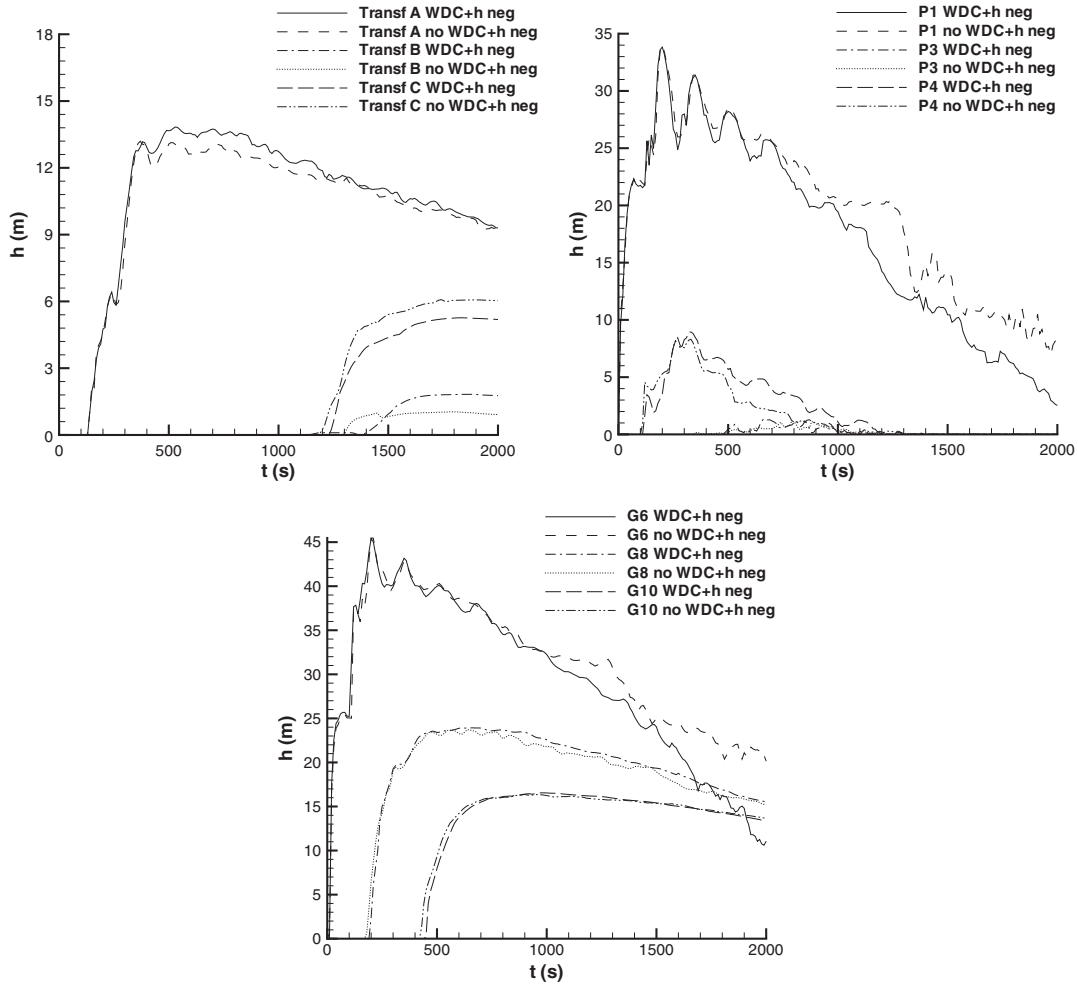 Transf A WDC+h neg
Transf A no WDC+h neg
Transf B WDC+h neg
Transf B no WDC+h neg
Transf C WDC+h neg
Transf C no WDC+h neg
18
15
12
9
6
3
0
h (m)
0 500 1000 1500 2000
t (s)
P1 WDC+h neg
P1 no WDC+h neg
P3 WDC+h neg
P3 no WDC+h neg
P4 WDC+h neg
P4 no WDC+h neg
35
30
25
20
15
10
5
0
h (m)
0 500 1000 1500 2000
t (s)
G6 WDC+h neg
G6 no WDC+h neg
G8 WDC+h neg
G8 no WDC+h neg
G10 WDC+h neg
G10 no WDC+h neg
45
40
35
30
25
20
15
10
5
0
h (m)
0 500 1000 1500 2000
t (s)